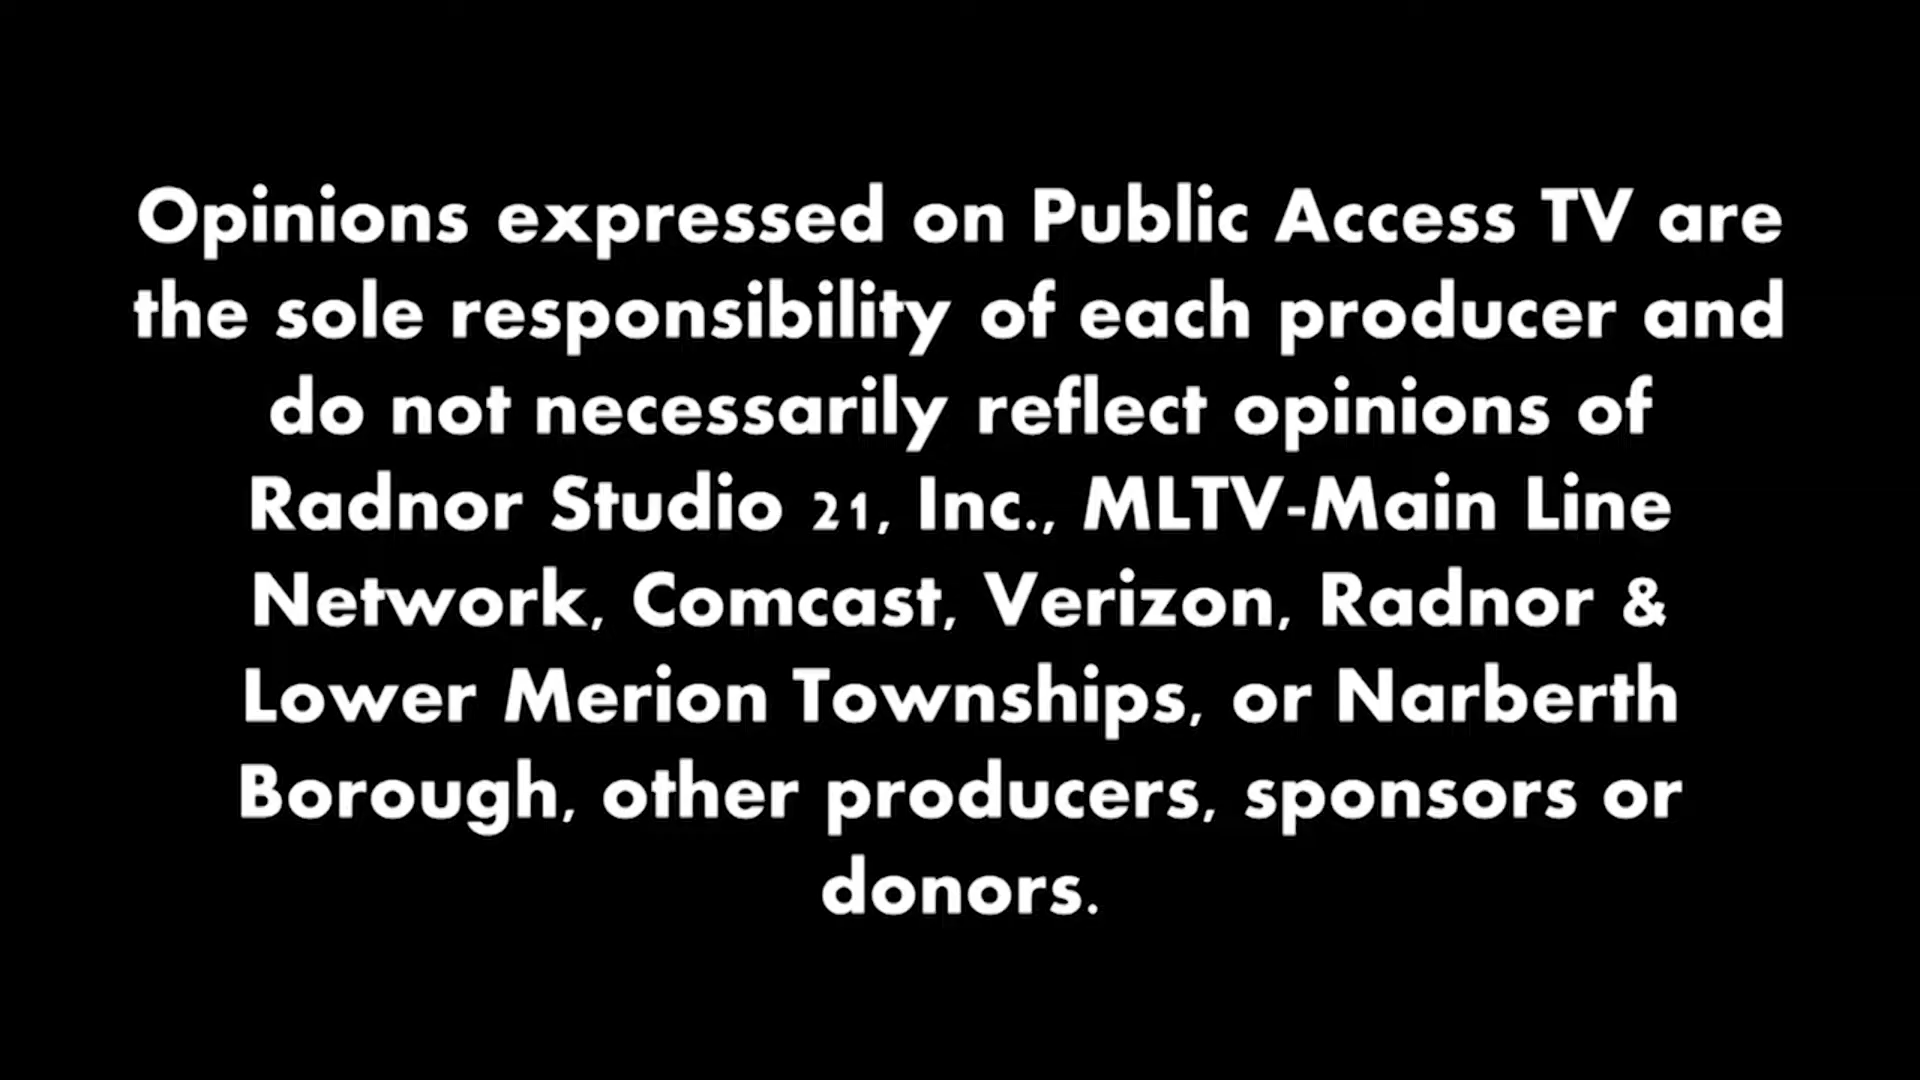 Opinions expressed on Public Access TV are
the sole responsibility of each producer and
do not necessarily reflect opinions of
Radnor Studio 21, Inc., MLTV-Main Line
Network, Comcast, Verizon, Radnor &
Lower Merion Townships, or Narberth
Borough, other producers, sponsors or
donors.